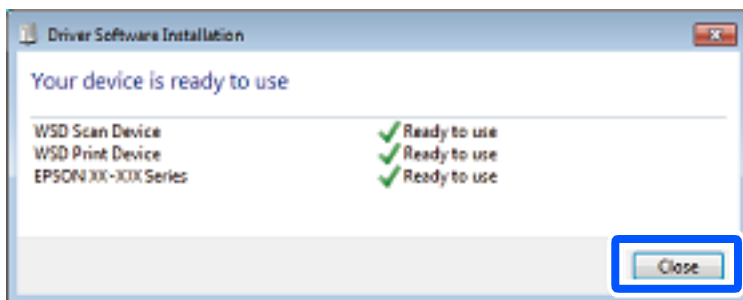 Driver Software Installation
Your device is ready to use
WSD Scan Device Ready to use
WSD Print Device Ready to use
EPSON XX-XXX Series Ready to use
Close